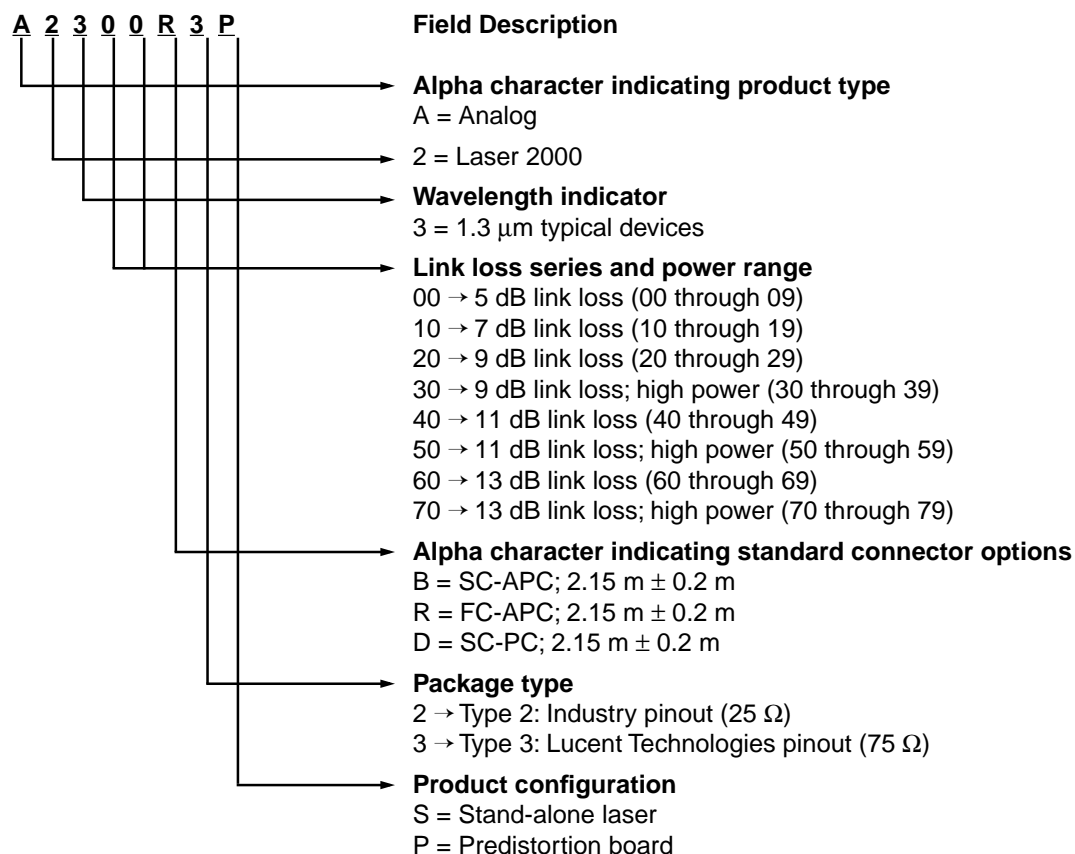 A 2 3 0 0 R 3 P Field Description
Alpha character indicating product type
A = Analog
2 = Laser 2000
Wavelength indicator
3 = 1.3 μm typical devices
Link loss series and power range
00 → 5 dB link loss (00 through 09)
10 → 7 dB link loss (10 through 19)
20 → 9 dB link loss (20 through 29)
30 → 9 dB link loss; high power (30 through 39)
40 → 11 dB link loss (40 through 49)
50 → 11 dB link loss; high power (50 through 59)
60 → 13 dB link loss (60 through 69)
70 → 13 dB link loss; high power (70 through 79)
Alpha character indicating standard connector options
B = SC-APC; 2.15 m ± 0.2 m
R = FC-APC; 2.15 m ± 0.2 m
D = SC-PC; 2.15 m ± 0.2 m
Package type
2 → Type 2: Industry pinout (25 Ω)
3 → Type 3: Lucent Technologies pinout (75 Ω)
Product configuration
S = Stand-alone laser
P = Predistortion board